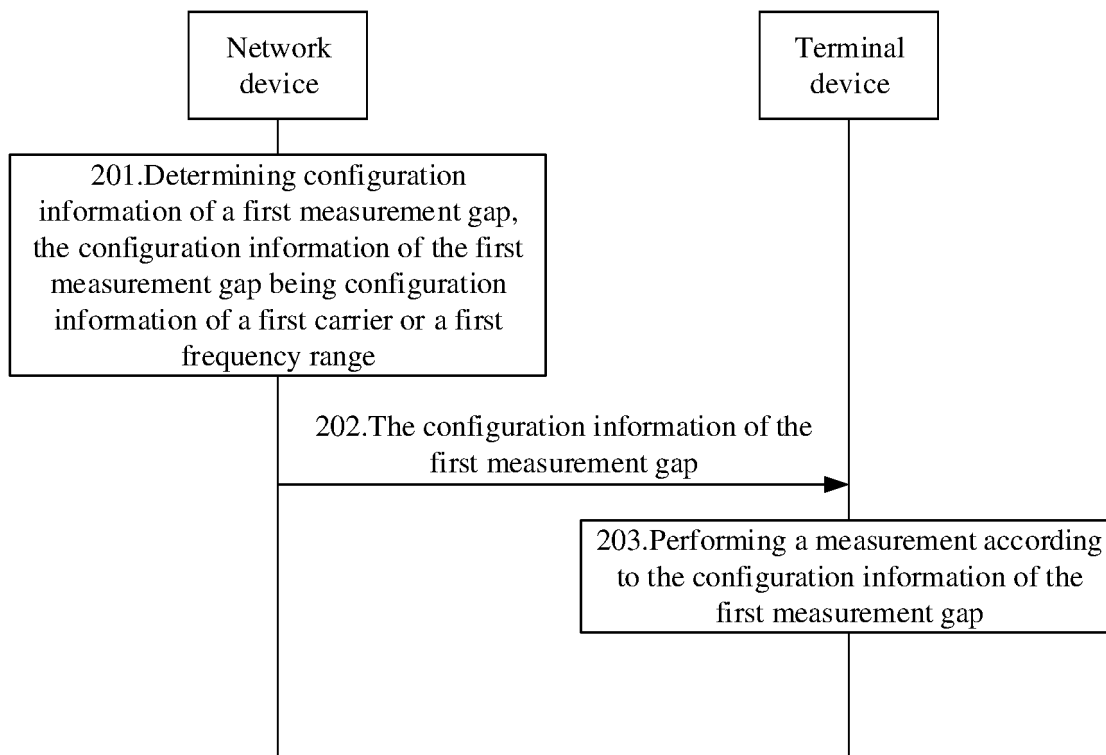 Network
device
Terminal
device
201.Determining configuration
information of a first measurement gap,
the configuration information of the first
measurement gap being configuration
information of a first carrier or a first
frequency range
202.The configuration information of the
first measurement gap
203.Performing a measurement according
to the configuration information of the
first measurement gap